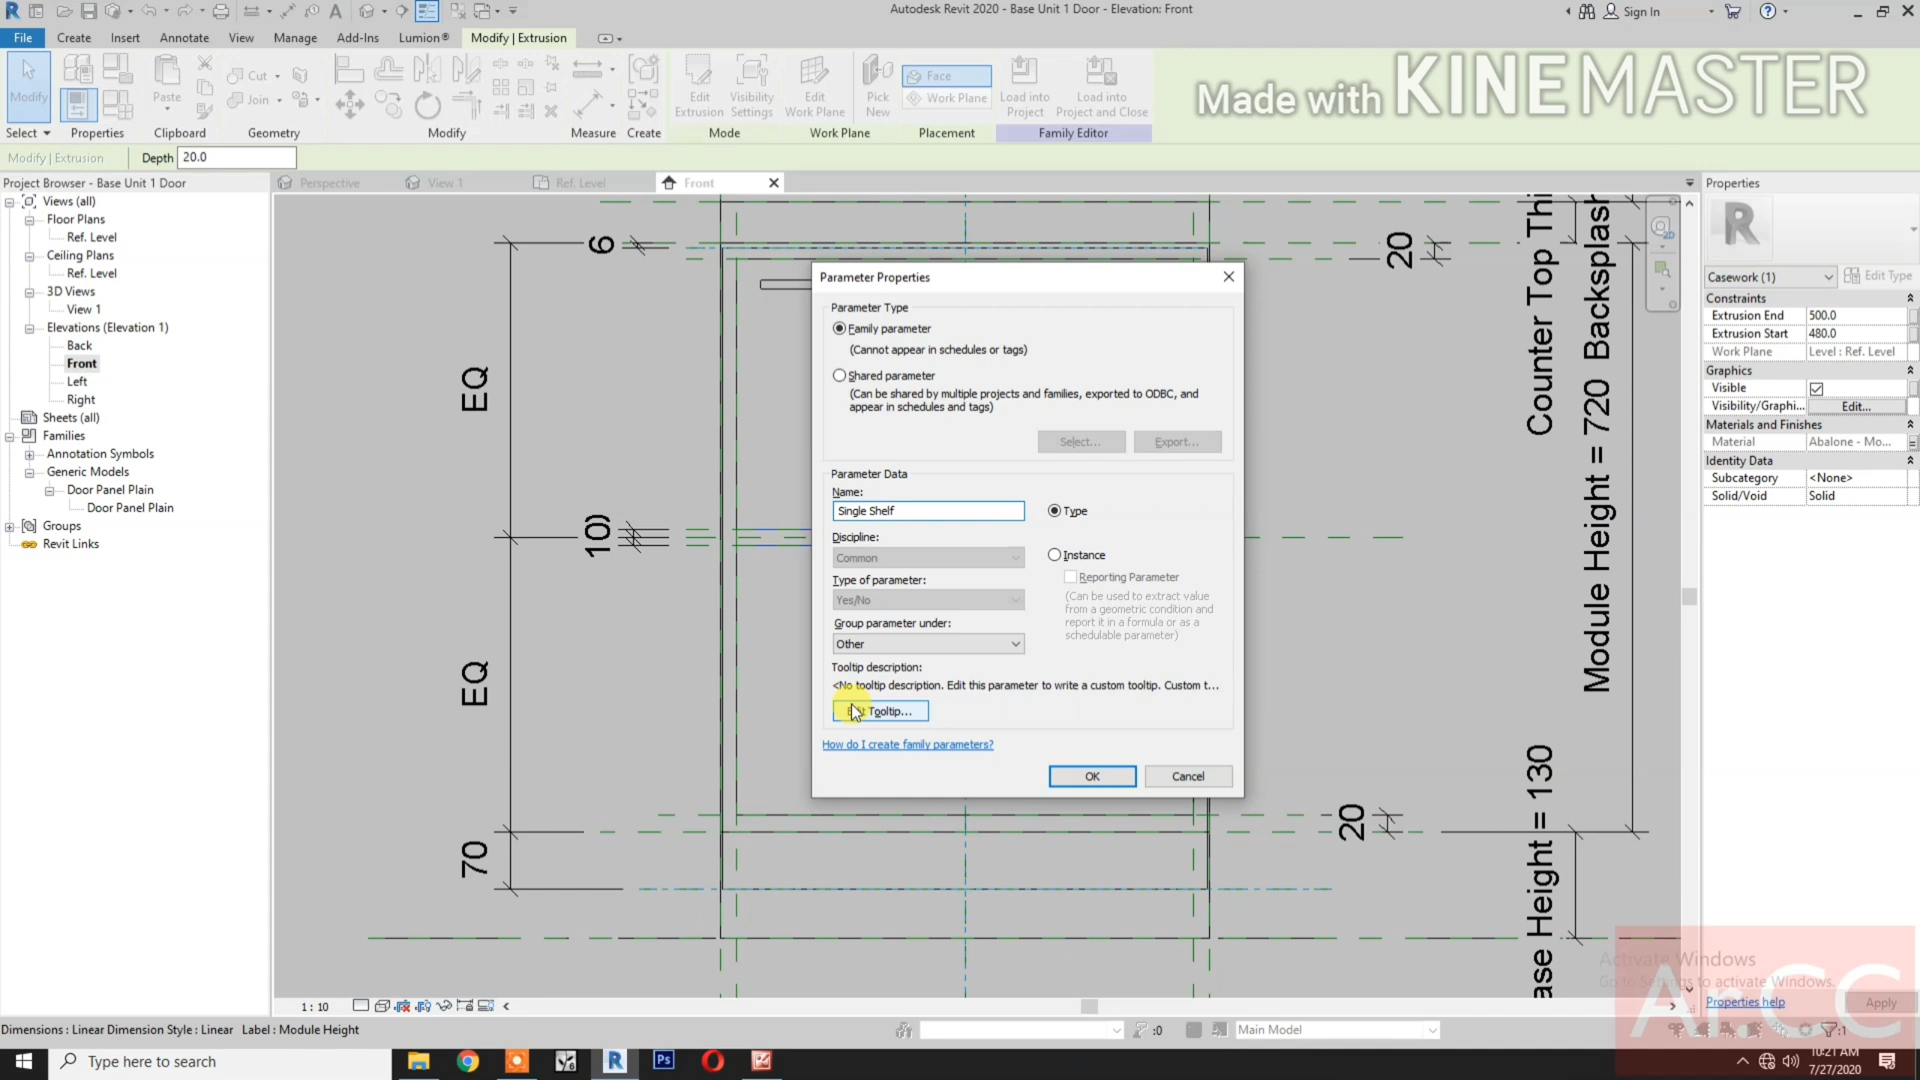 Autodesk Revit 2020 - Base Unit 1 Door - Elevation: Front
Sign In
File
Create
Insert
Annotate
View
Manage
Add-Ins
Lumion®
Modify | Extrusion
Modify
Paste
Cut
Join
Edit Extrusion
Visibility Settings
Edit Work Plane
Pick New
Face
Work Plane
Load into Project
Load into Project and Close
Made with KINEMASTER
Select
Properties
Clipboard
Geometry
Modify
Measure
Create
Mode
Work Plane
Placement
Family Editor
Modify | Extrusion
Depth 20.0
Project Browser - Base Unit 1 Door
Views (all)
Floor Plans
Ref. Level
Ceiling Plans
Ref. Level
3D Views
View 1
Elevations (Elevation 1)
Back
Front
Left
Right
Sheets (all)
Families
Annotation Symbols
Generic Models
Door Panel Plain
Door Panel Plain
Groups
Revit Links
Perspective
View 1
Ref. Level
Front
6
20
EQ
10)
EQ
70
20
Counter Top Thi
Module Height = 720
Backsplash
ase Height = 130
Parameter Properties
Parameter Type
Family parameter
(Cannot appear in schedules or tags)
Shared parameter
(Can be shared by multiple projects and families, exported to ODBC, and
appear in schedules and tags)
Select...
Export...
Parameter Data
Name:
Single Shelf
Type
Discipline:
Common
Instance
Type of parameter:
Reporting Parameter
Yes/No
(Can be used to extract value
from a geometric condition and
report it in a formula or as a
schedulable parameter)
Group parameter under:
Other
Tooltip description:
<No tooltip description. Edit this parameter to write a custom tooltip. Custom t...
Tooltip...
How do I create family parameters?
OK
Cancel
Properties
Casework (1)
Edit Type
Constraints
Extrusion End 500.0
Extrusion Start 480.0
Work Plane Level : Ref. Level
Graphics
Visible
Visibility/Graphi... Edit...
Materials and Finishes
Material Abalone - Mo...
Identity Data
Subcategory <None>
Solid/Void Solid
Activate Windows
Go to Settings to activate Windows.
ArCC
Properties help
Apply
1 : 10
Dimensions : Linear Dimension Style : Linear Label : Module Height
:0
Main Model
:1
Type here to search
10:21 AM
7/27/2020